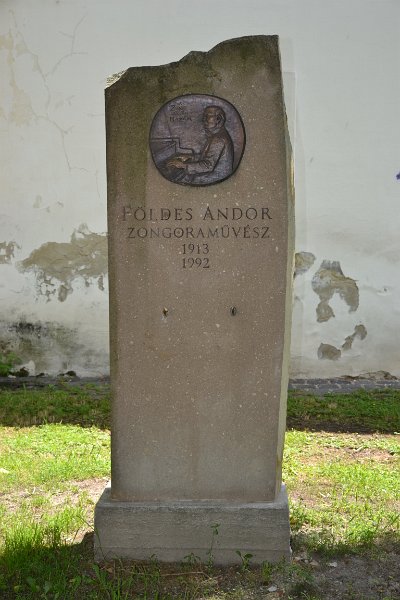 FÖLDES ANDOR
ZONGORAMŰVÉSZ
1913
1992